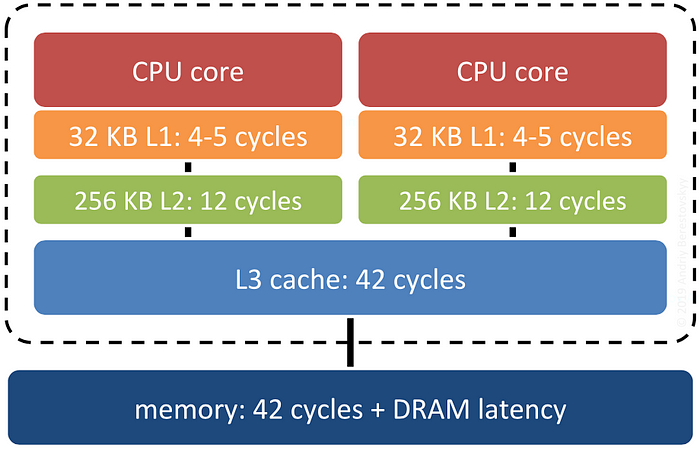 CPU core
CPU core
32 KB L1: 4-5 cycles
32 KB L1: 4-5 cycles
256 KB L2: 12 cycles
256 KB L2: 12 cycles
L3 cache: 42 cycles
memory: 42 cycles + DRAM latency
© 2019 Andriy Berestovskyy